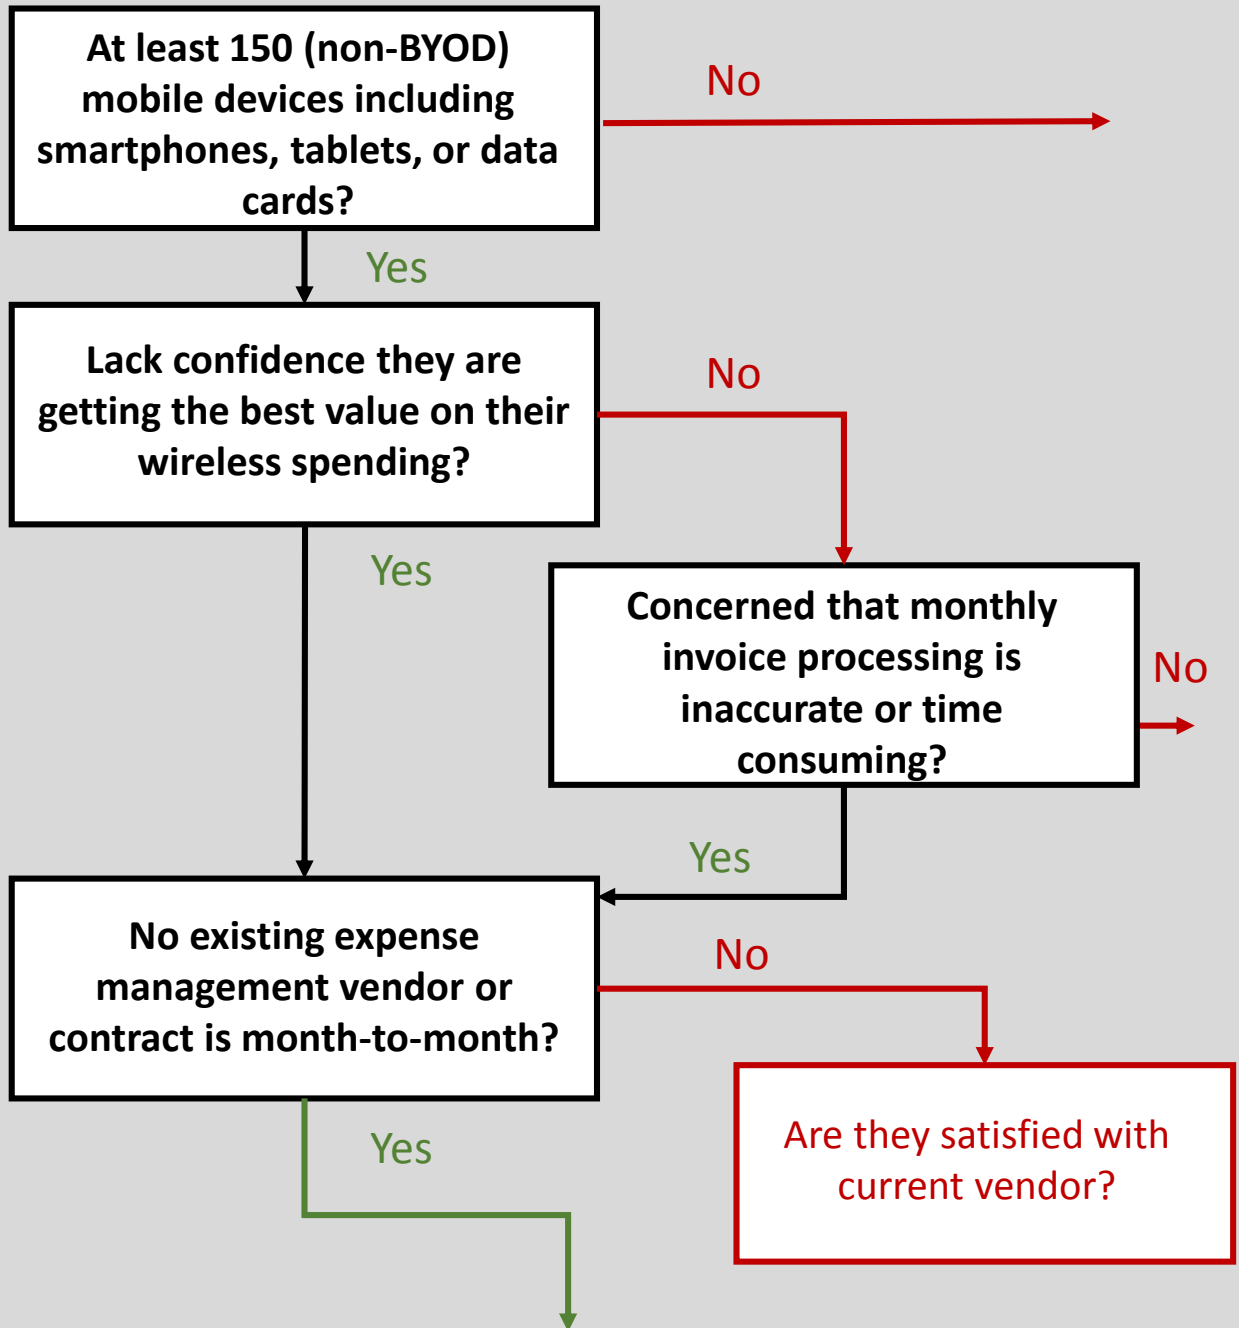 At least 150 (non-BYOD)
mobile devices including
smartphones, tablets, or data
cards?
No
Yes
Lack confidence they are
getting the best value on their
wireless spending?
No
Yes
Concerned that monthly
invoice processing is
inaccurate or time
consuming?
No
Yes
No existing expense
management vendor or
contract is month-to-month?
No
Yes
Are they satisfied with
current vendor?